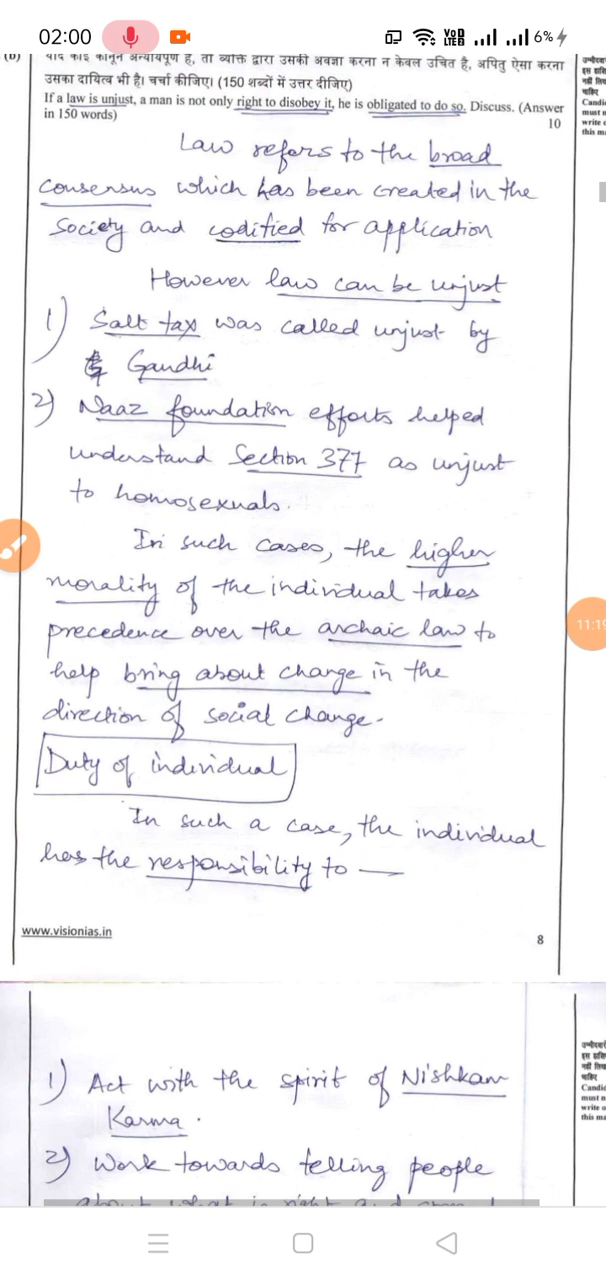 02:00
6%
(b)
यदि कोई कानून अन्यायपूर्ण है, तो व्यक्ति द्वारा उसकी अवज्ञा करना न केवल उचित है, अपितु ऐसा करना
उसका दायित्व भी है। चर्चा कीजिए। (150 शब्दों में उत्तर दीजिए)
If a law is unjust, a man is not only right to disobey it, he is obligated to do so. Discuss. (Answer
in 150 words)
10
Law refers to the broad
consensus which has been created in the
Society and codified for application
However law can be unjust
1) Salt tax was called unjust by
Gandhi
2) Naaz foundation efforts helped
understand Section 377 as unjust
to homosexuals.
In such cases, the higher
morality of the individual takes
precedence over the archaic law to
help bring about change in the
direction of social change.
11:19
Duty of individual
In such a case, the individual
has the responsibility to —
www.visionias.in
8
1) Act with the spirit of Nishkam
Karma.
2) Work towards telling people